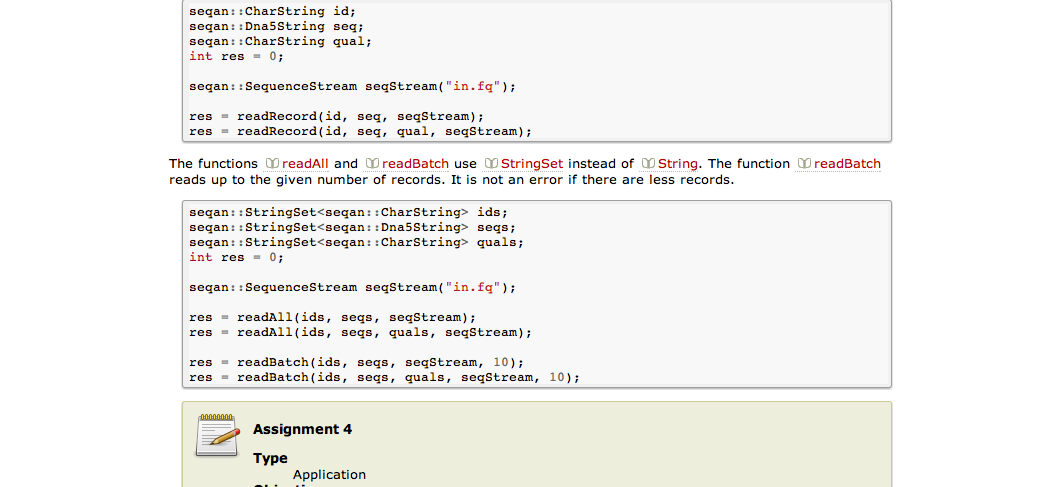 seqan::CharString id;
seqan::Dna5String seq;
seqan::CharString qual;
int res = 0;
seqan::SequenceStream seqStream("in.fq");
res = readRecord(id, seq, seqStream);
res = readRecord(id, seq, qual, seqStream);
The functions readAll and readBatch use StringSet instead of String. The function readBatch
reads up to the given number of records. It is not an error if there are less records.
seqan::StringSet<seqan::CharString> ids;
seqan::StringSet<seqan::Dna5String> seqs;
seqan::StringSet<seqan::CharString> quals;
int res = 0;
seqan::SequenceStream seqStream("in.fq");
res = readAll(ids, seqs, seqStream);
res = readAll(ids, seqs, quals, seqStream);
res = readBatch(ids, seqs, seqStream, 10);
res = readBatch(ids, seqs, quals, seqStream, 10);
Assignment 4
Type
Application